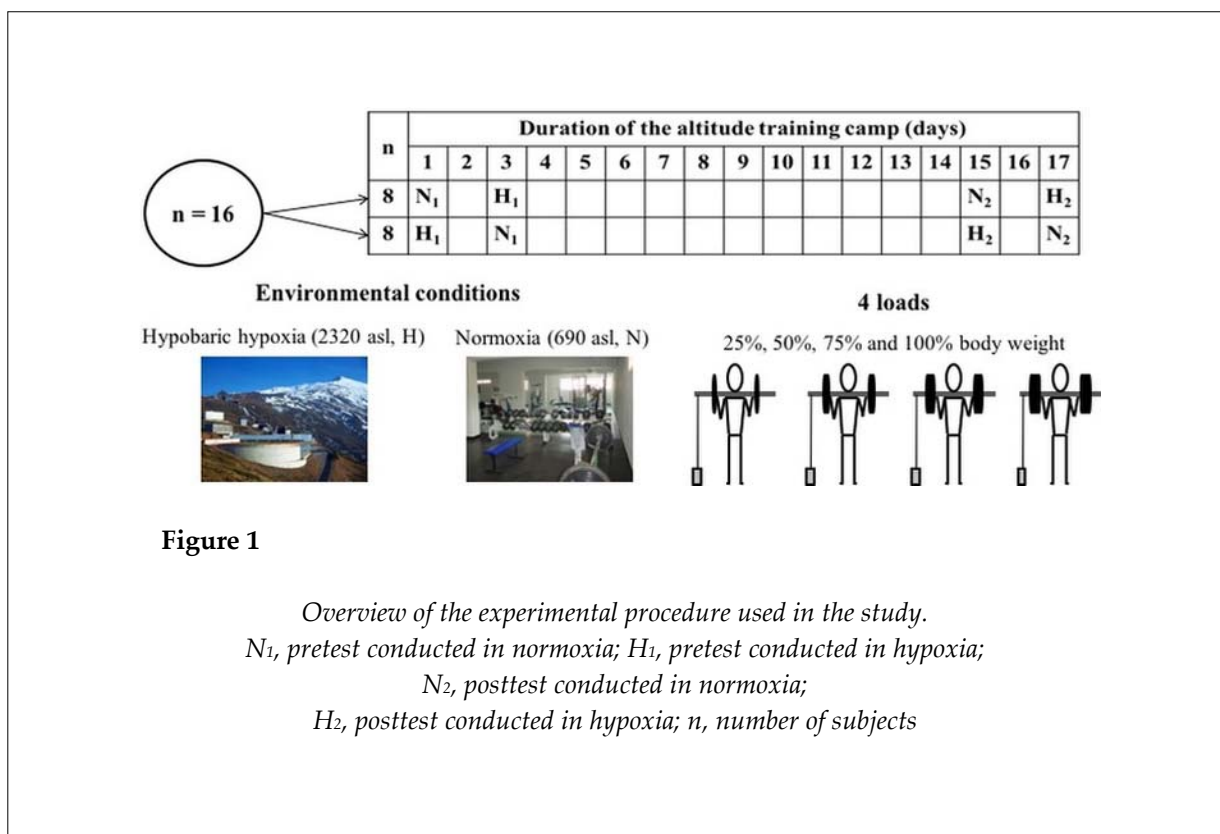 Duration of the altitude training camp (days)
n
1 2 3 4 5 6 7 8 9 10 11 12 13 14 15 16 17
n = 16
8 N₁ H₁ N₂ H₂
8 H₁ N₁ H₂ N₂
Environmental conditions
4 loads
Hypobaric hypoxia (2320 asl, H)
Normoxia (690 asl, N)
25%, 50%, 75% and 100% body weight
Figure 1
Overview of the experimental procedure used in the study.
N₁, pretest conducted in normoxia; H₁, pretest conducted in hypoxia;
N₂, posttest conducted in normoxia;
H₂, posttest conducted in hypoxia; n, number of subjects